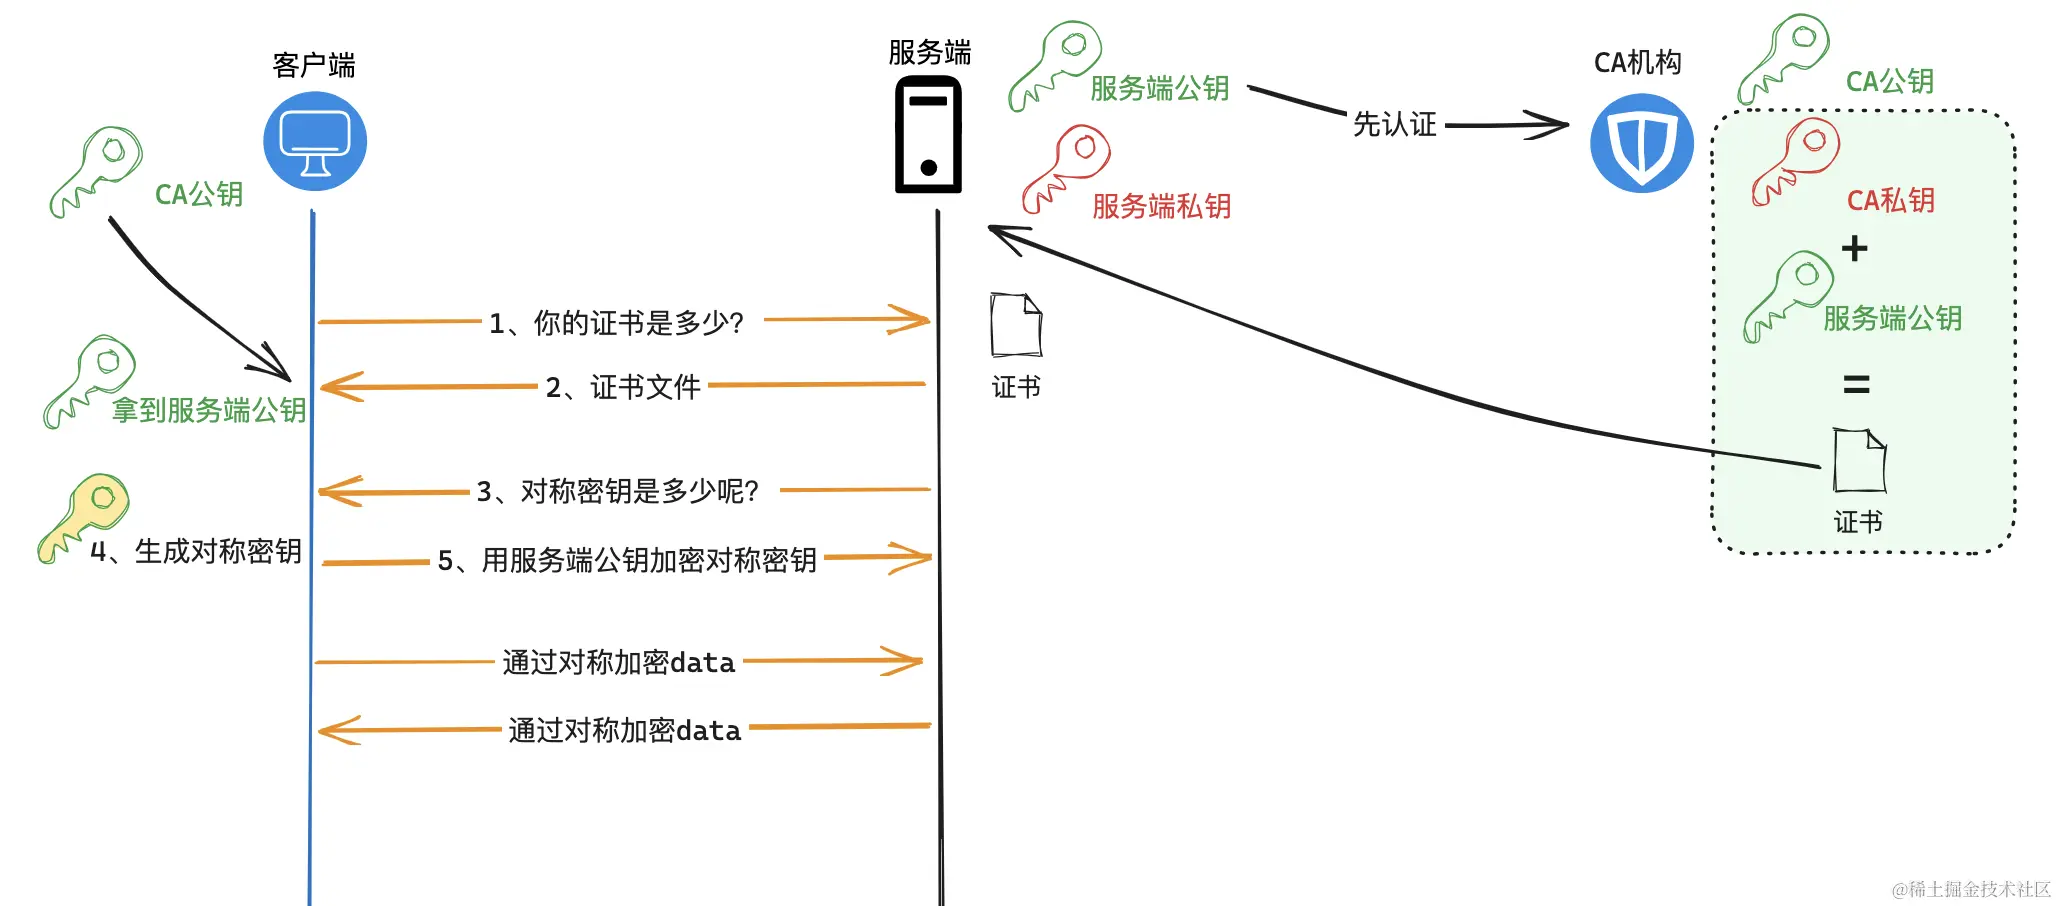 客户端
服务端
服务端公钥
服务端私钥
先认证
CA机构
CA公钥
CA私钥
+
服务端公钥
=
证书
CA公钥
1、你的证书是多少?
证书
2、证书文件
拿到服务端公钥
3、对称密钥是多少呢?
4、生成对称密钥
5、用服务端公钥加密对称密钥
通过对称加密data
通过对称加密data
@稀土掘金技术社区